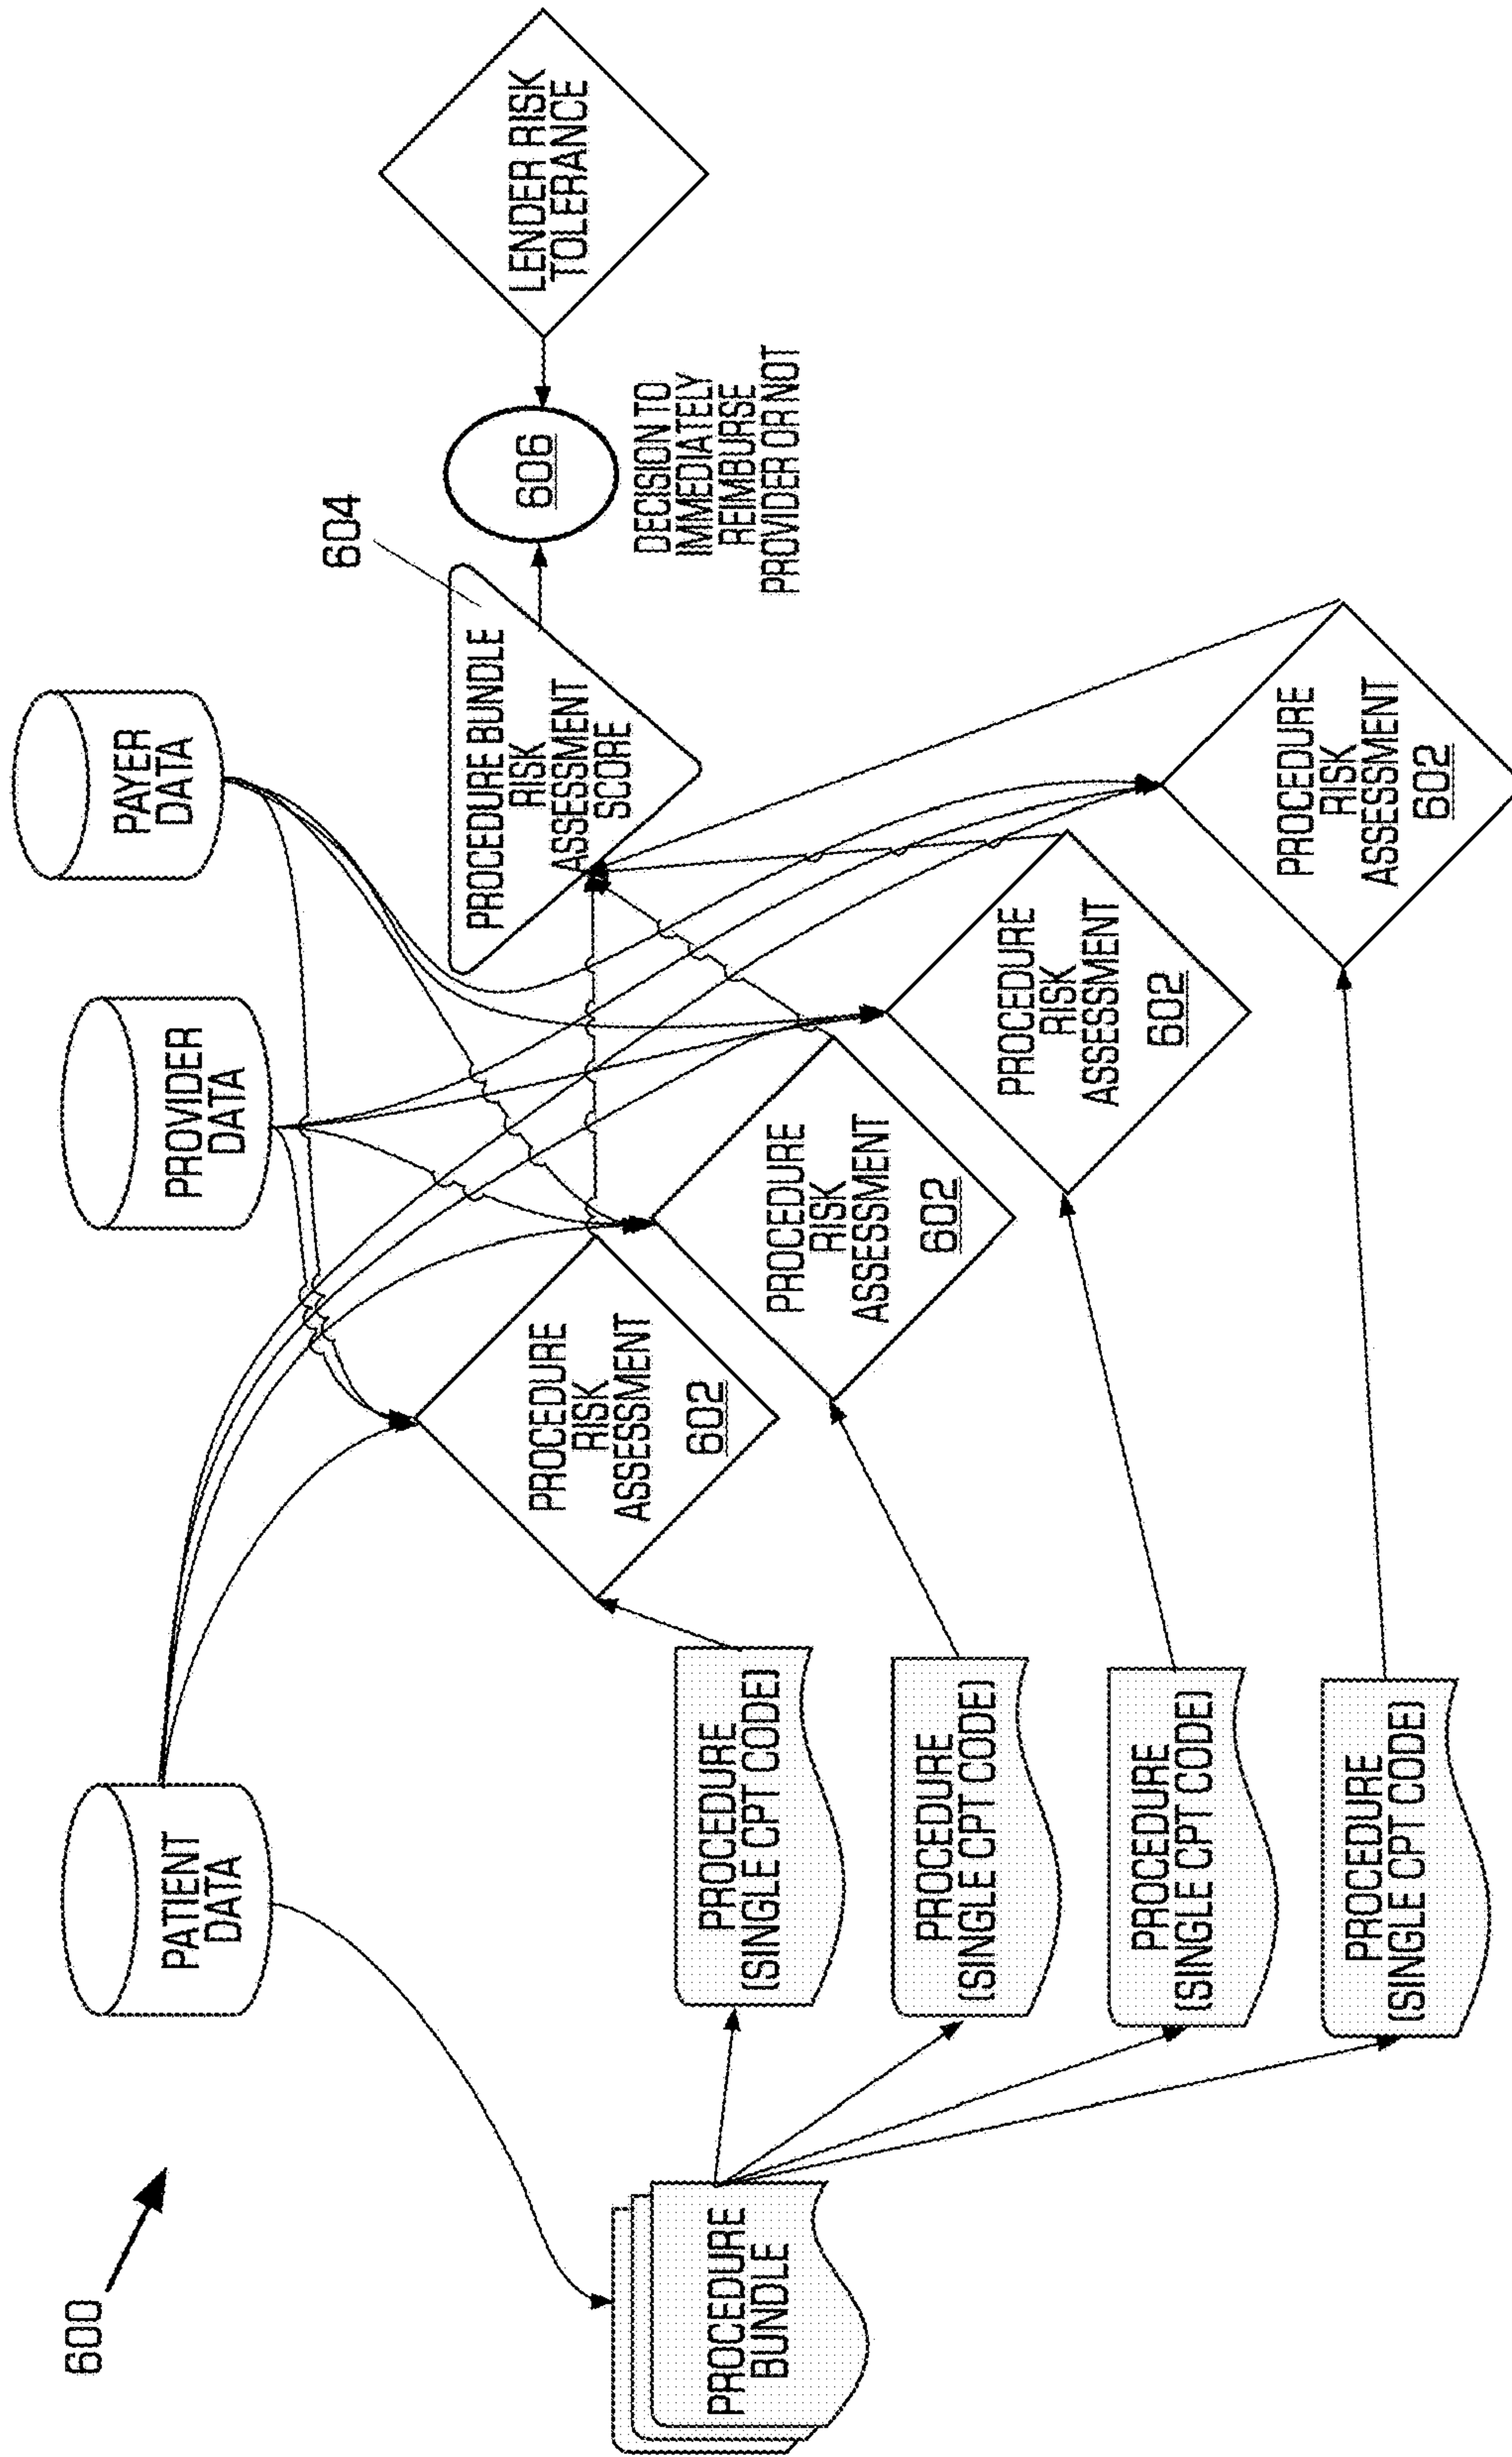 600
PATIENT
DATA
PROVIDER
DATA
PAYER
DATA
PROCEDURE
BUNDLE
PROCEDURE
(SINGLE CPT CODE)
PROCEDURE
(SINGLE CPT CODE)
PROCEDURE
(SINGLE CPT CODE)
PROCEDURE
(SINGLE CPT CODE)
PROCEDURE
RISK
ASSESSMENT
602
PROCEDURE
RISK
ASSESSMENT
602
PROCEDURE
RISK
ASSESSMENT
602
PROCEDURE
RISK
ASSESSMENT
602
604
PROCEDURE BUNDLE
RISK
ASSESSMENT
SCORE
606
DECISION TO
IMMEDIATELY
REIMBURSE
PROVIDER OR NOT
LENDER RISK
TOLERANCE